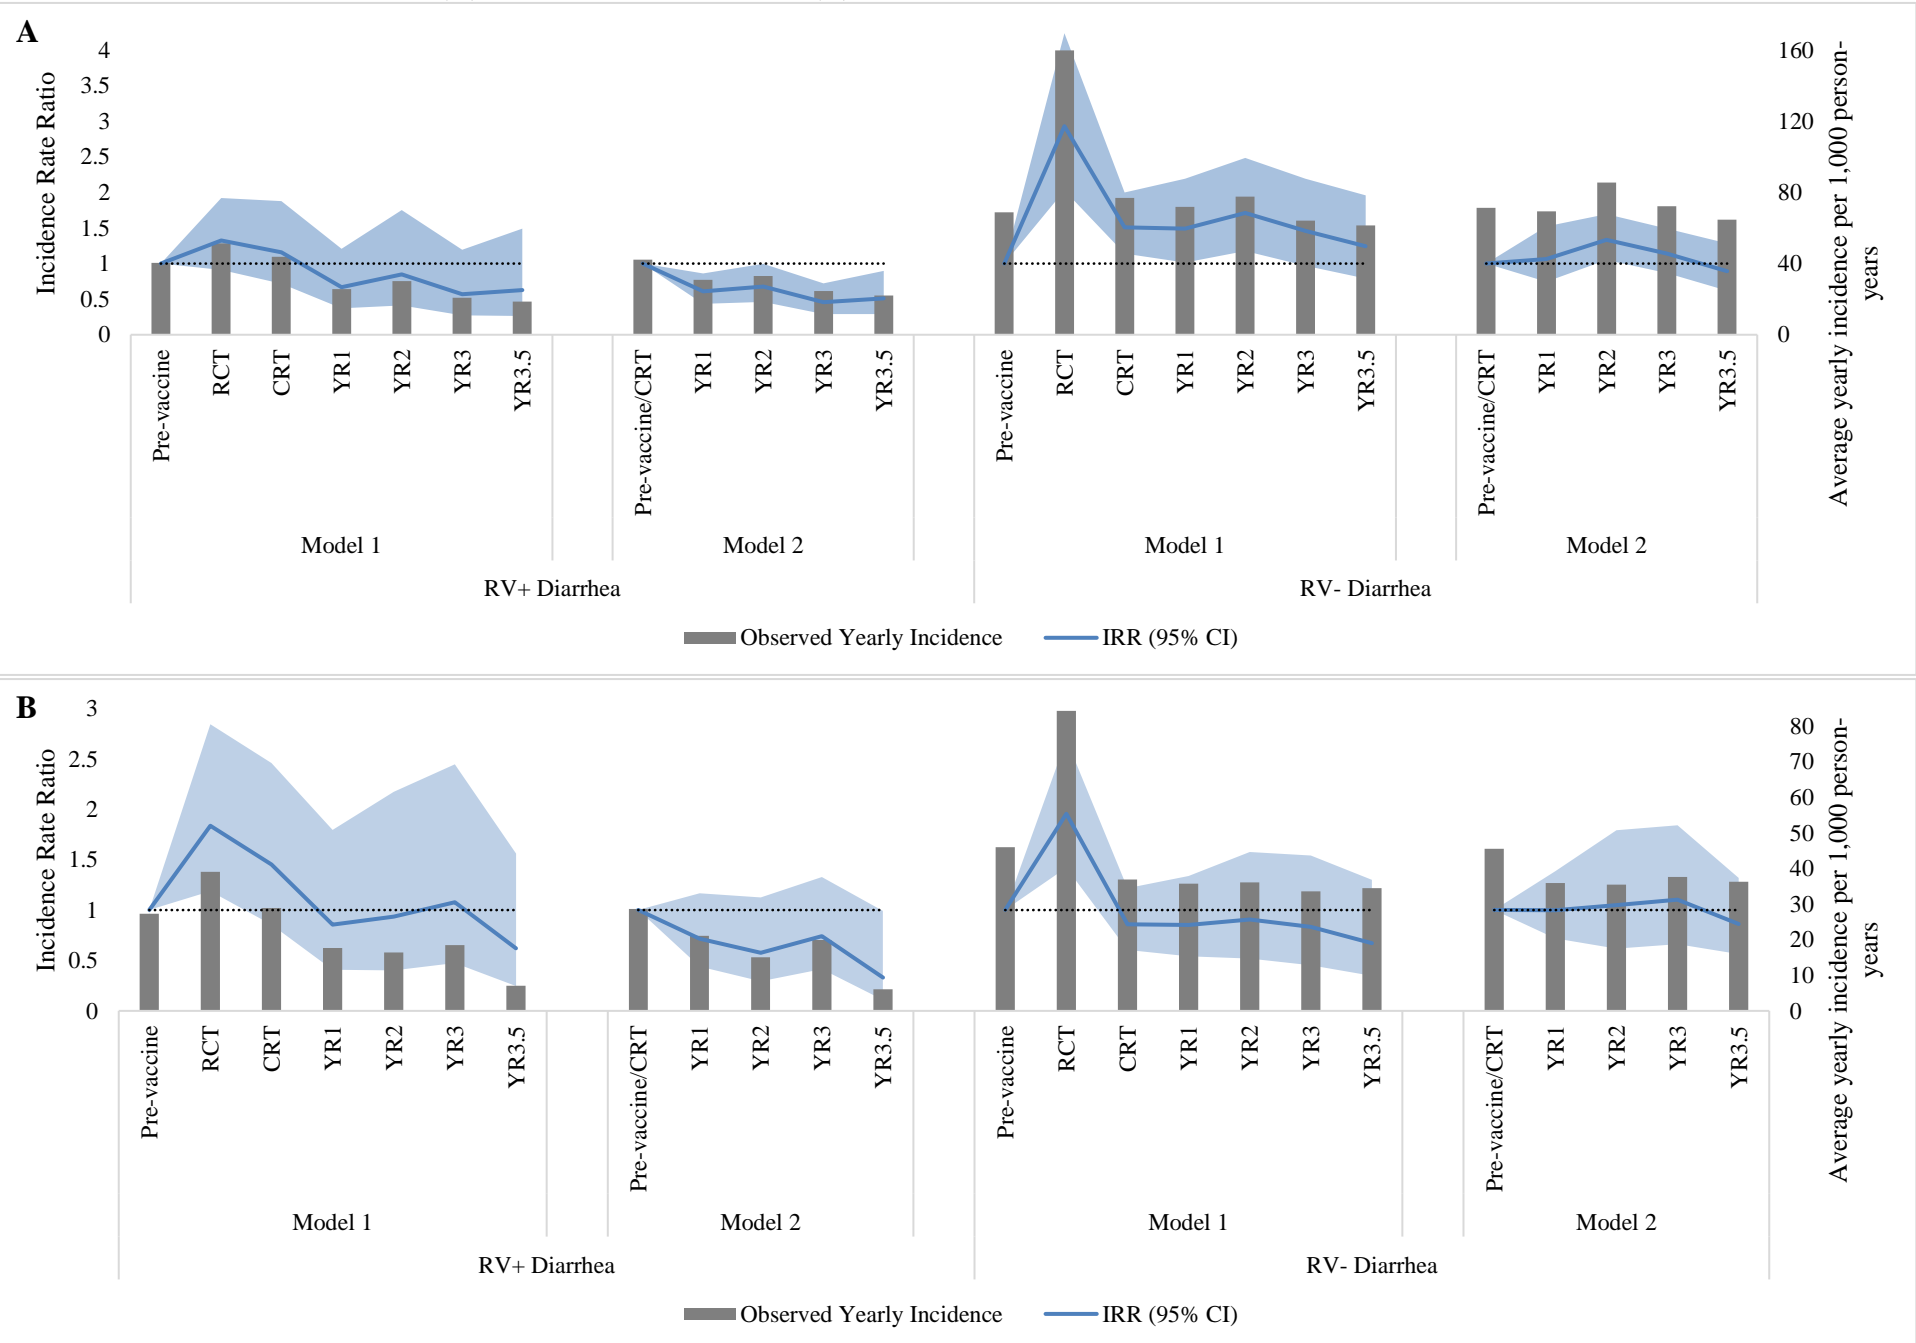 A
Incidence Rate Ratio
4
3.5
3
2.5
2
1.5
1
0.5
0
160
120
80
40
0
Average yearly incidence per 1,000 person-
years
Pre-vaccine
RCT
CRT
YR1
YR2
YR3
YR3.5
Pre-vaccine/CRT
YR1
YR2
YR3
YR3.5
Pre-vaccine
RCT
CRT
YR1
YR2
YR3
YR3.5
Pre-vaccine/CRT
YR1
YR2
YR3
YR3.5
Model 1 Model 2 Model 1 Model 2
RV+ Diarrhea RV- Diarrhea
Observed Yearly Incidence IRR (95% CI)
B
Incidence Rate Ratio
3
2.5
2
1.5
1
0.5
0
80
70
60
50
40
30
20
10
0
Average yearly incidence per 1,000 person-
years
Pre-vaccine
RCT
CRT
YR1
YR2
YR3
YR3.5
Pre-vaccine/CRT
YR1
YR2
YR3
YR3.5
Pre-vaccine
RCT
CRT
YR1
YR2
YR3
YR3.5
Pre-vaccine/CRT
YR1
YR2
YR3
YR3.5
Model 1 Model 2 Model 1 Model 2
RV+ Diarrhea RV- Diarrhea
Observed Yearly Incidence IRR (95% CI)